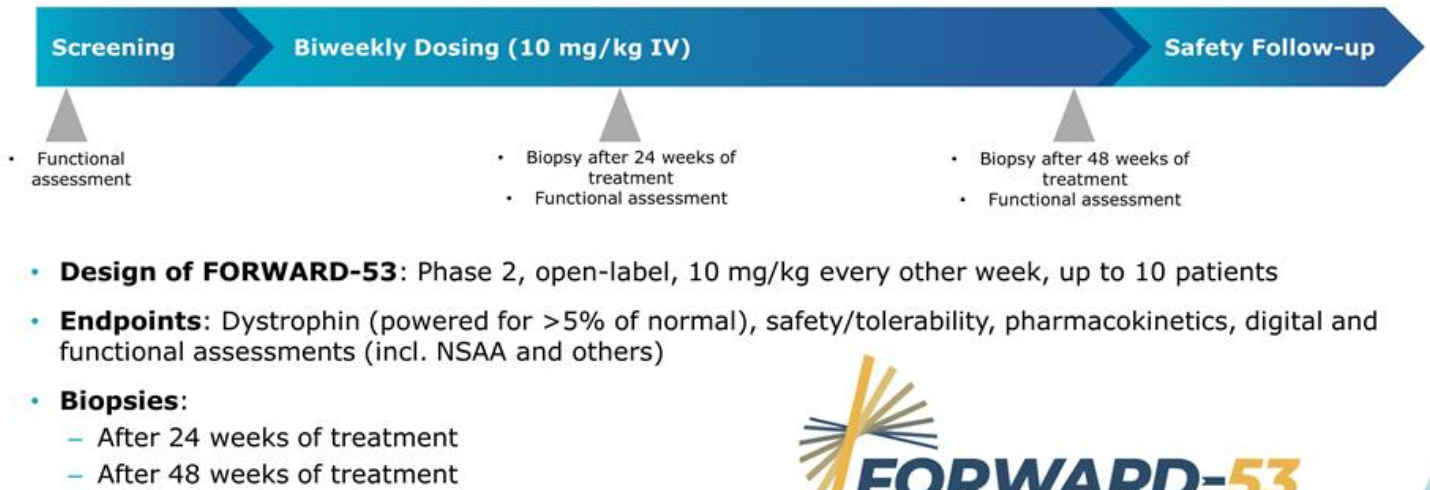 Screening
Biweekly Dosing (10 mg/kg IV)
Safety Follow-up
• Functional
assessment
• Biopsy after 24 weeks of
treatment
• Functional assessment
• Biopsy after 48 weeks of
treatment
• Functional assessment
• Design of FORWARD-53: Phase 2, open-label, 10 mg/kg every other week, up to 10 patients
• Endpoints: Dystrophin (powered for >5% of normal), safety/tolerability, pharmacokinetics, digital and
functional assessments (incl. NSAA and others)
• Biopsies:
– After 24 weeks of treatment
– After 48 weeks of treatment
FORWARD-53